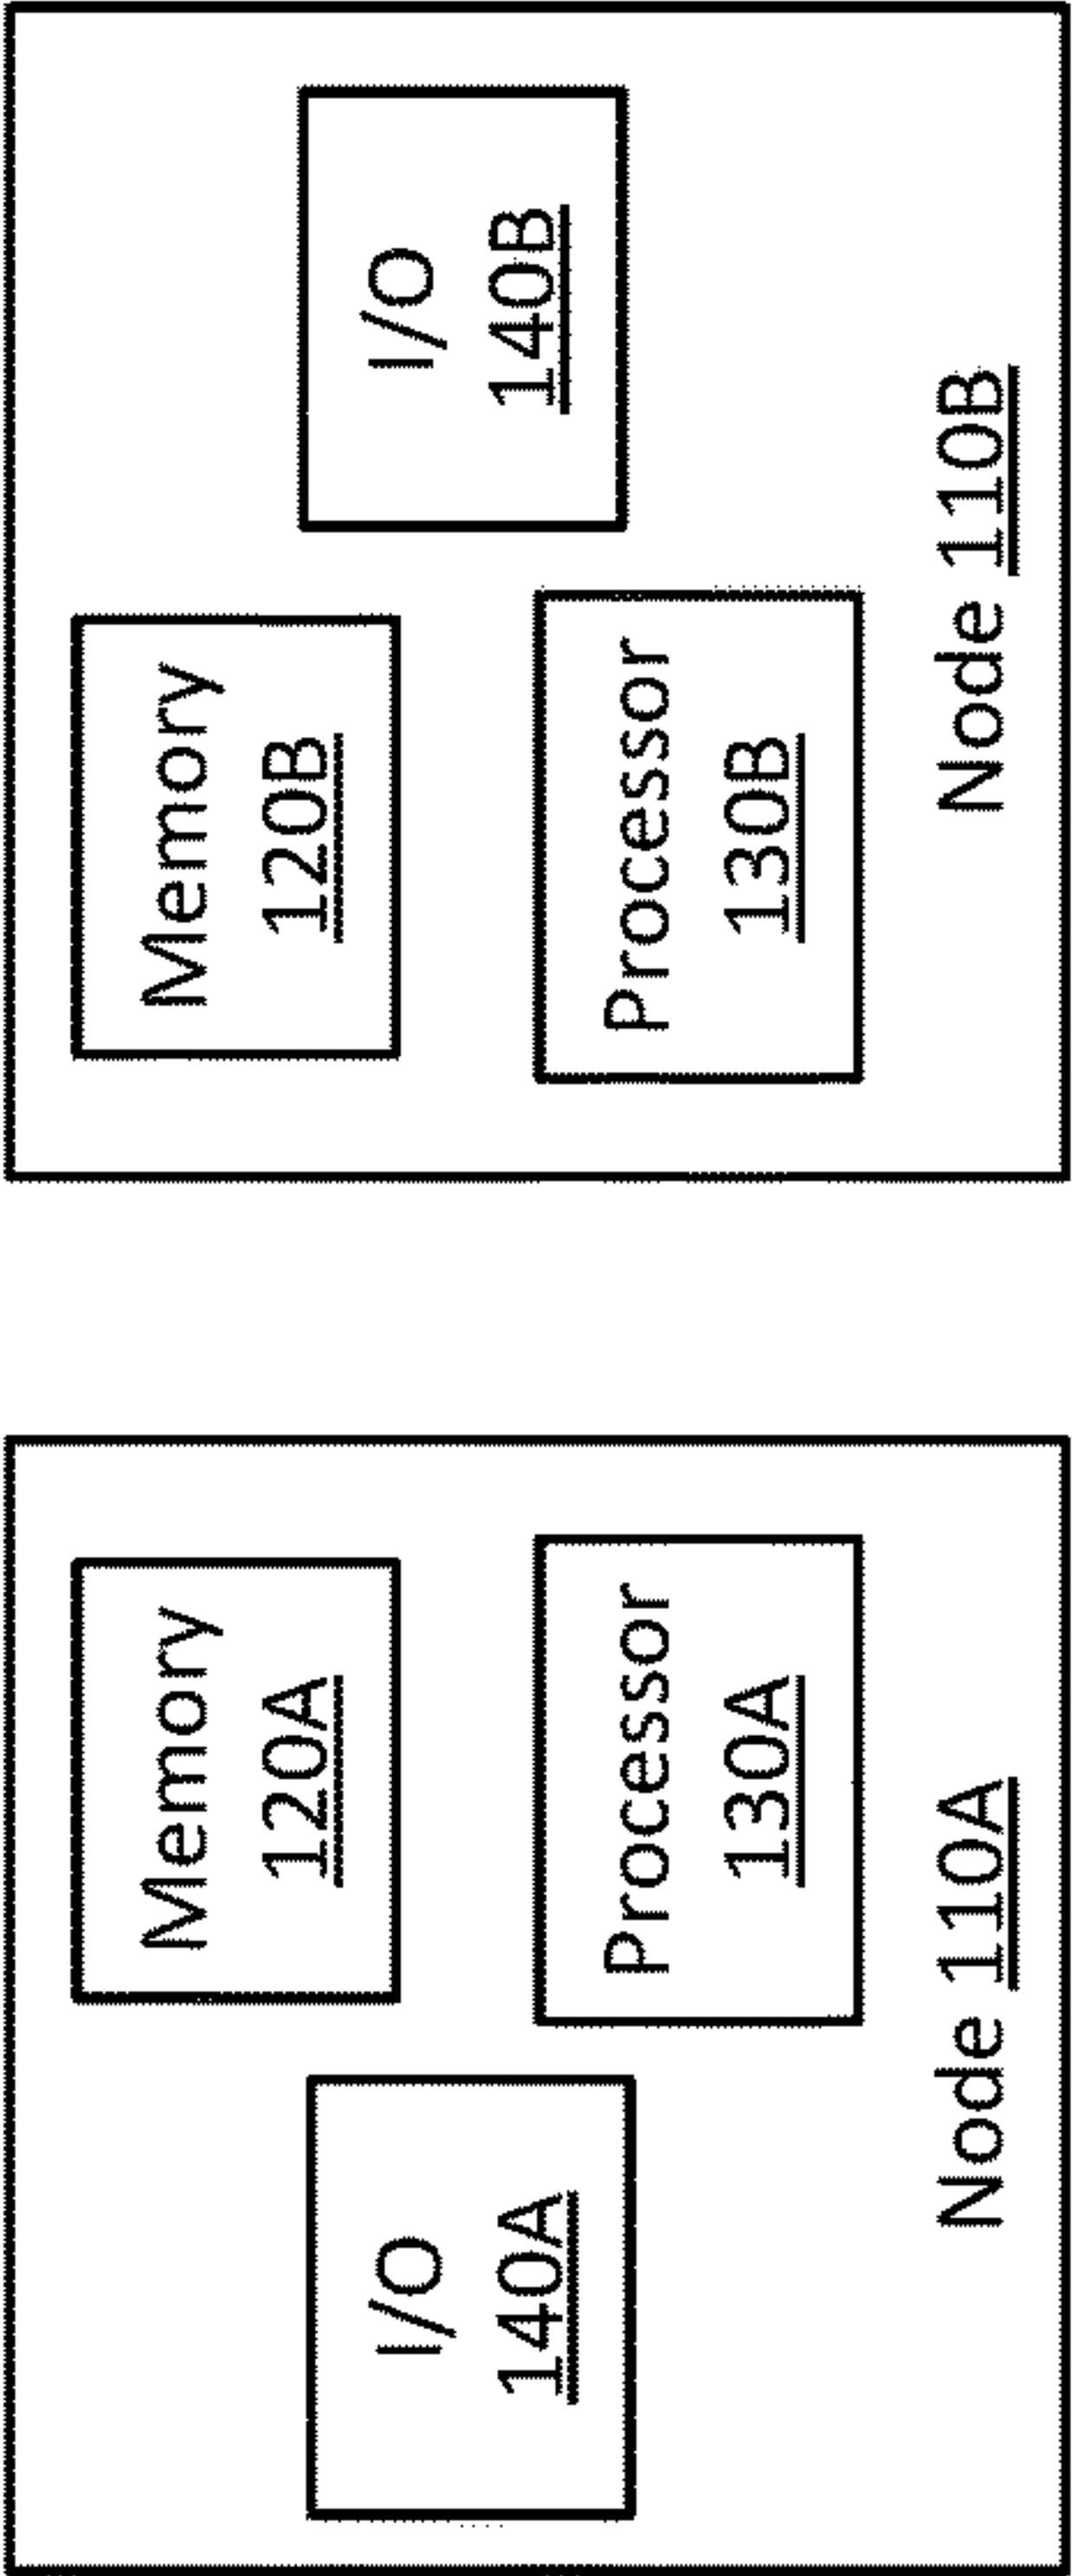 I/O
140A
Memory
120A
Processor
130A
Node 110A
Memory
120B
Processor
130B
I/O
140B
Node 110B